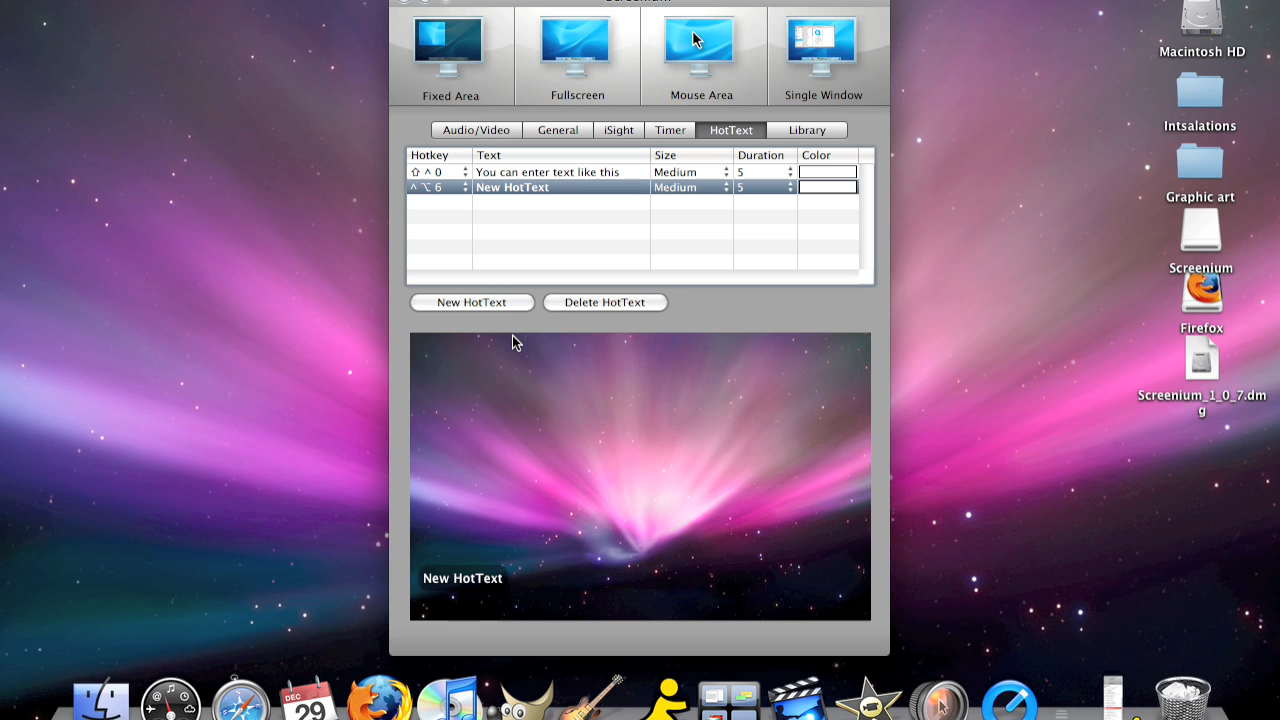 Screenium
Fixed Area
Fullscreen
Mouse Area
Single Window
Audio/Video
General
iSight
Timer
HotText
Library
Hotkey Text Size Duration Color
⇧ ^ 0 You can enter text like this Medium 5
^ ⌥ 6 New HotText Medium 5
New HotText
Delete HotText
New HotText
Macintosh HD
Intsalations
Graphic art
Screenium
Firefox
Screenium_1_0_7.dm
g
DEC
29